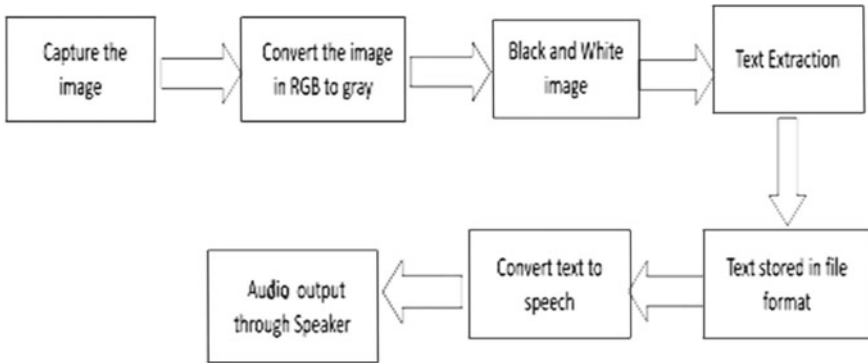 Capture the
image
Convert the image
in RGB to gray
Black and White
image
Text Extraction
Text stored in file
format
Convert text to
speech
Audio output
through Speaker